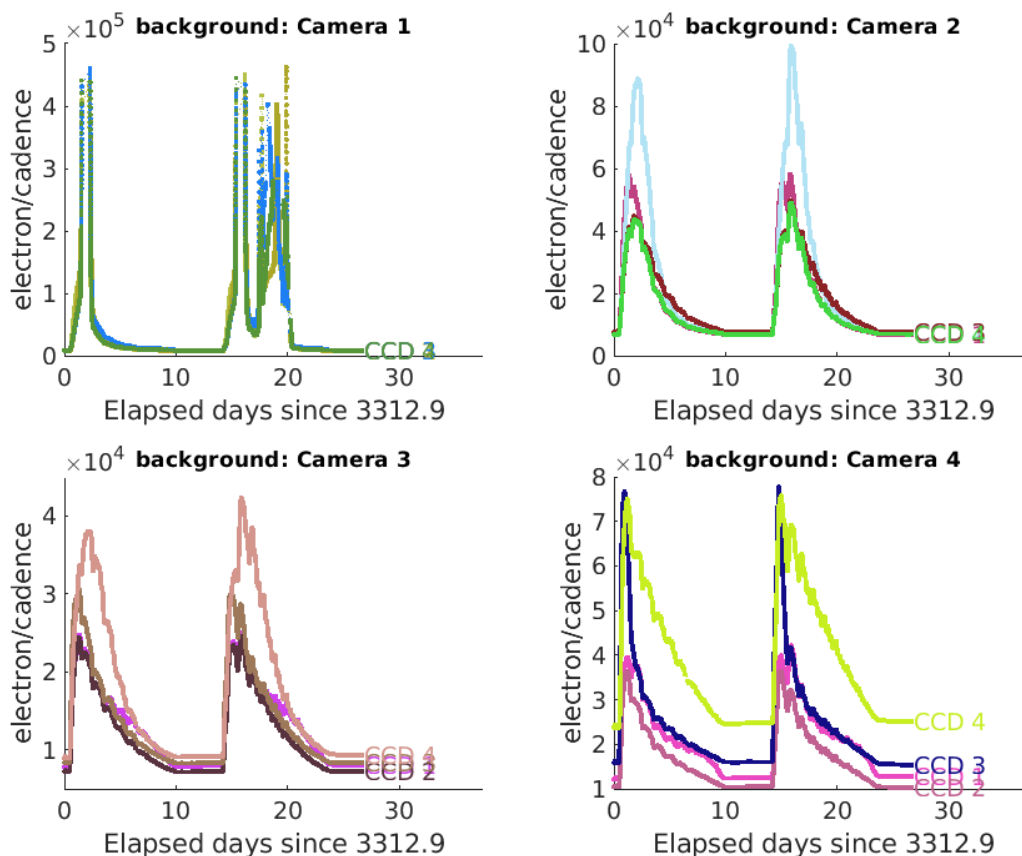 ×10^5 background: Camera 1
electron/cadence
5
4
3
2
1
0
0 10 20 30
Elapsed days since 3312.9
CCD
×10^4 background: Camera 2
electron/cadence
10
8
6
4
2
0
0 10 20 30
Elapsed days since 3312.9
CCD
×10^4 background: Camera 3
electron/cadence
4
3
2
1
0 10 20 30
Elapsed days since 3312.9
CCD 4
CCD 2
×10^4 background: Camera 4
electron/cadence
8
7
6
5
4
3
2
1
0 10 20 30
Elapsed days since 3312.9
CCD 4
CCD 3
CCD 1
CCD 2